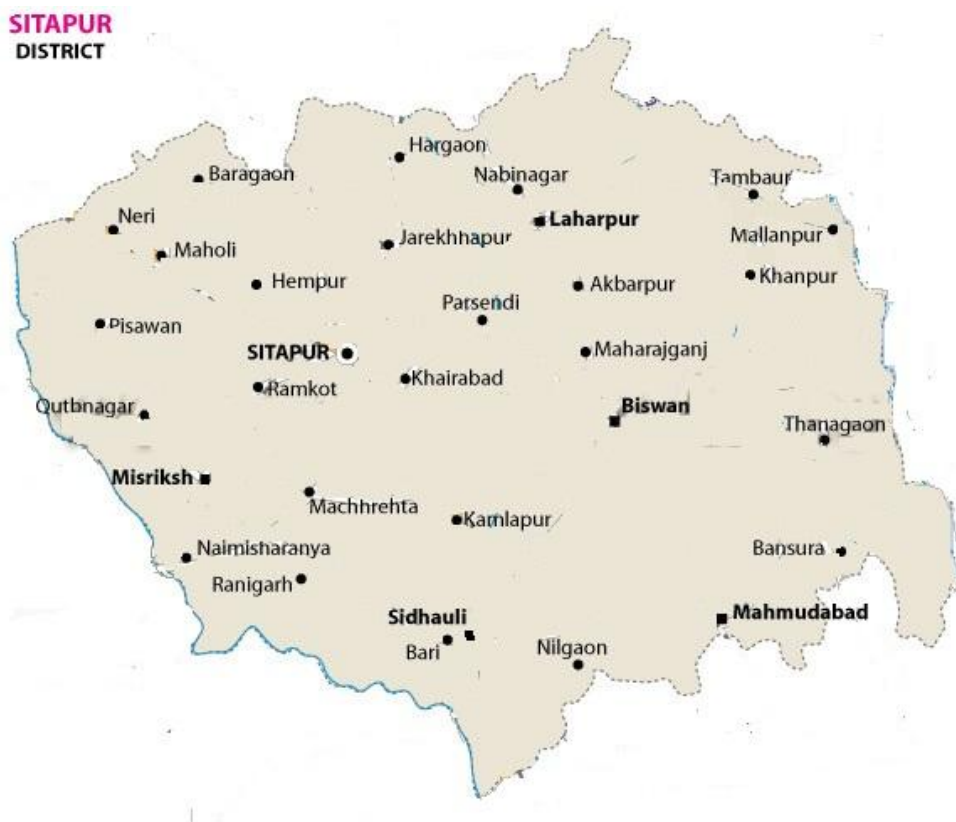 SITAPUR
DISTRICT
Hargaon
Baragaon
Nabinagar
Tambaur
Neri
Laharpur
Mallanpur
Maholi
Jarekhhapur
Hempur
Akbarpur
Khanpur
Parsendi
Pisawan
SITAPUR
Maharajganj
Ramkot
Khairabad
Qutbnagar
Biswan
Thanagaon
Misriksh
Machhrehta
Kamlapur
Naimisharanya
Bansura
Ranigarh
Sidhauli
Mahmudabad
Bari
Nilgaon